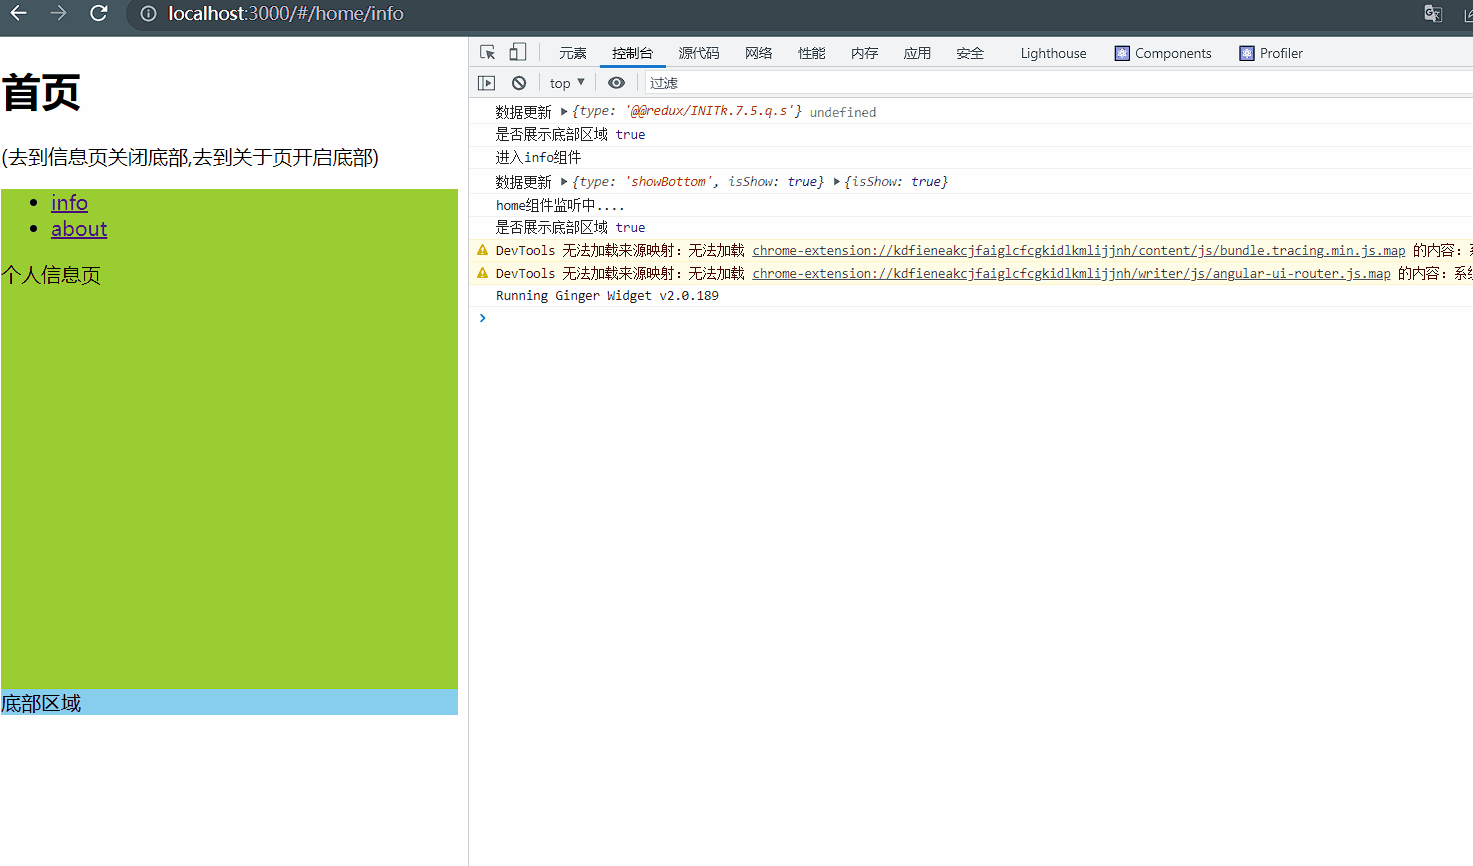 localhost:3000/#/home/info
首页
(去到信息页关闭底部,去到关于页开启底部)
info
about
个人信息页
底部区域
元素 控制台 源代码 网络 性能 内存 应用 安全 Lighthouse Components Profiler
top 过滤
数据更新 {type: '@@redux/INITk.7.5.q.s'} undefined
是否展示底部区域 true
进入info组件
数据更新 {type: 'showBottom', isShow: true} {isShow: true}
home组件监听中....
是否展示底部区域 true
DevTools 无法加载来源映射：无法加载 chrome-extension://kdfieneakcjfaiglcfcgkidlkmlijjnh/content/js/bundle.tracing.min.js.map 的内容：
DevTools 无法加载来源映射：无法加载 chrome-extension://kdfieneakcjfaiglcfcgkidlkmlijjnh/writer/js/angular-ui-router.js.map 的内容：系
Running Ginger Widget v2.0.189